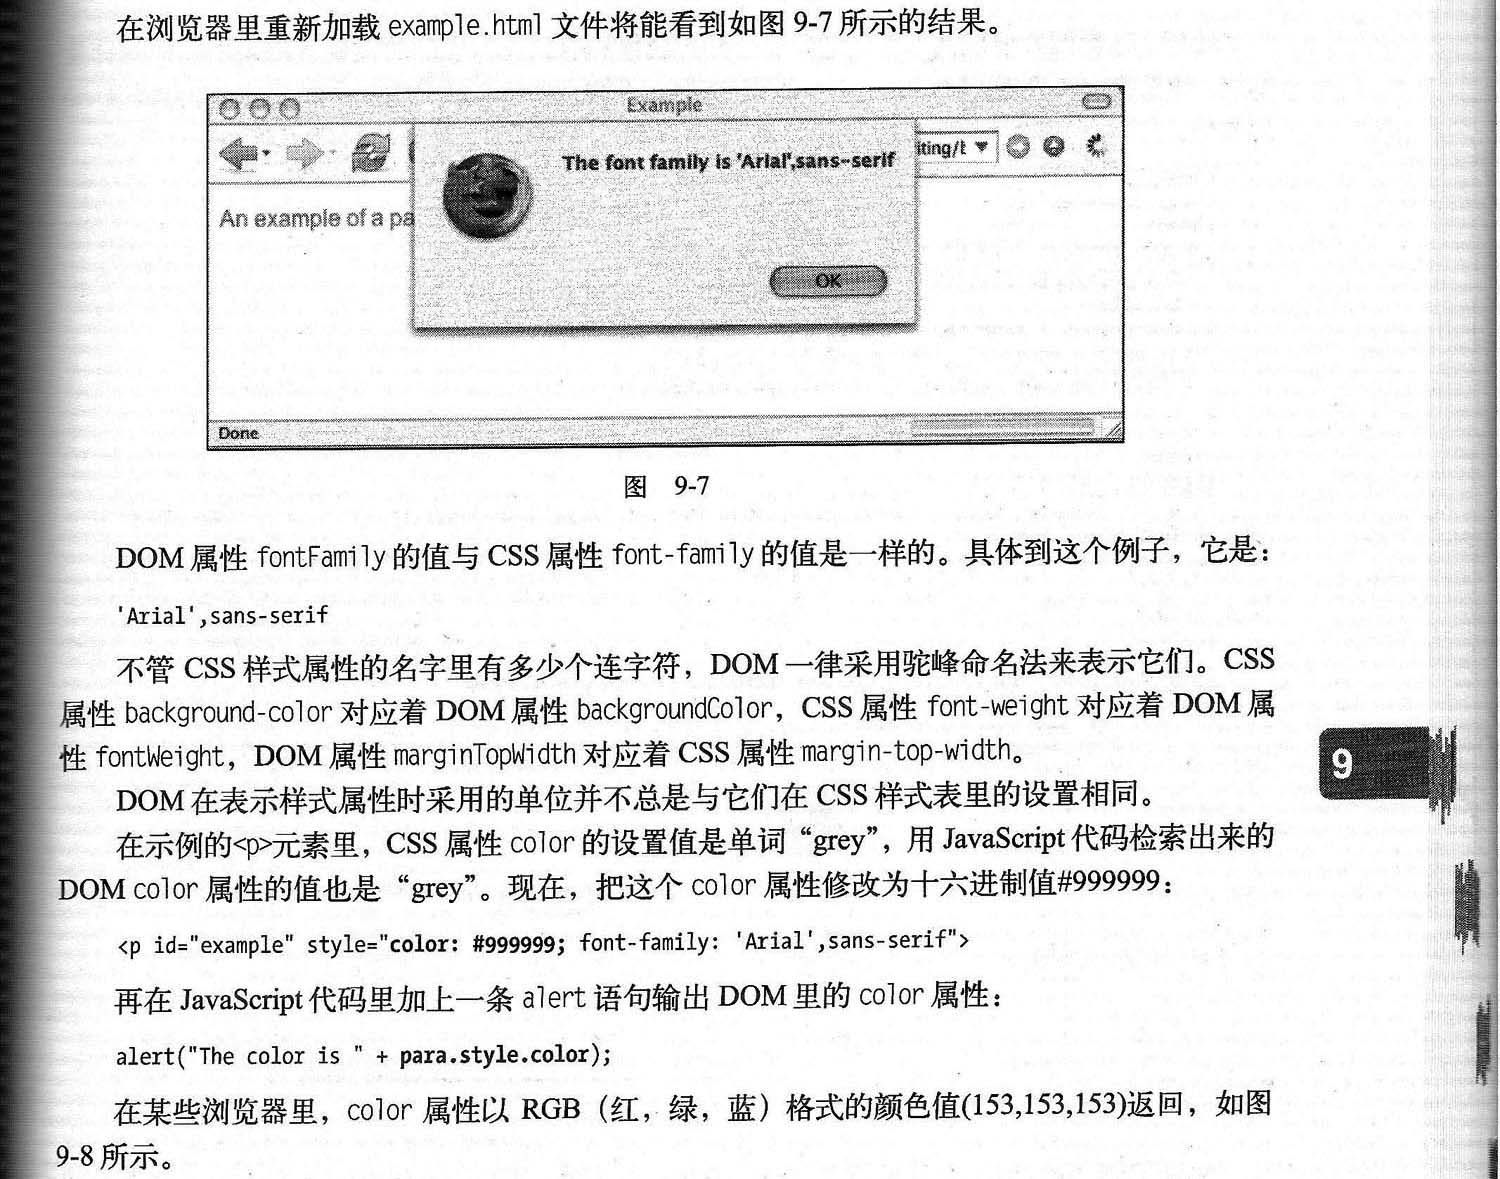 在浏览器里重新加载 example.html 文件将能看到如图 9-7 所示的结果。
Example
The font family is 'Arial',sans-serif
iting/t
An example of a pa
OK
Done
图 9-7
DOM 属性 fontFamily 的值与 CSS 属性 font-family 的值是一样的。具体到这个例子，它是：
'Arial',sans-serif
不管 CSS 样式属性的名字里有多少个连字符，DOM 一律采用驼峰命名法来表示它们。CSS
属性 background-color 对应着 DOM 属性 backgroundColor，CSS 属性 font-weight 对应着 DOM 属
性 fontWeight，DOM 属性 marginTopWidth 对应着 CSS 属性 margin-top-width。
9
DOM 在表示样式属性时采用的单位并不总是与它们在 CSS 样式表里的设置相同。
在示例的<p>元素里，CSS 属性 color 的设置值是单词“grey”，用 JavaScript 代码检索出来的
DOM color 属性的值也是“grey”。现在，把这个 color 属性修改为十六进制值#999999：
<p id="example" style="color: #999999; font-family: 'Arial',sans-serif">
再在 JavaScript 代码里加上一条 alert 语句输出 DOM 里的 color 属性：
alert("The color is " + para.style.color);
在某些浏览器里，color 属性以 RGB（红，绿，蓝）格式的颜色值(153,153,153)返回，如图
9-8 所示。